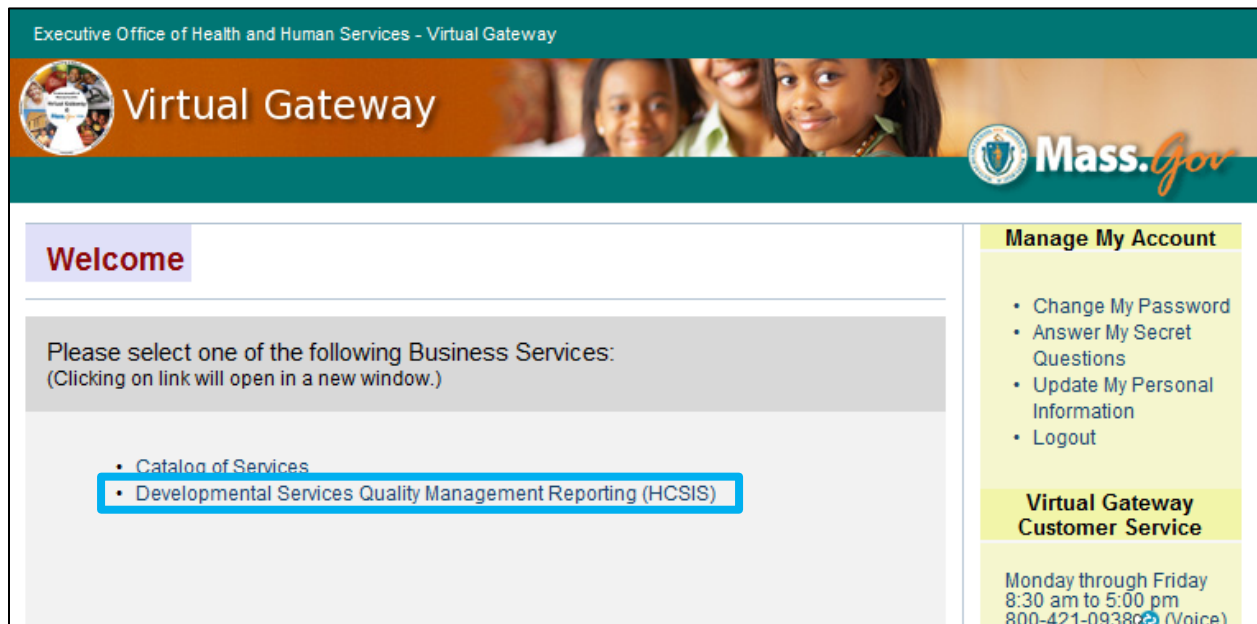 Executive Office of Health and Human Services - Virtual Gateway
Virtual Gateway
Mass.Gov
Welcome
Please select one of the following Business Services:
(Clicking on link will open in a new window.)
• Catalog of Services
• Developmental Services Quality Management Reporting (HCSIS)
Manage My Account
• Change My Password
• Answer My Secret
Questions
• Update My Personal
Information
• Logout
Virtual Gateway
Customer Service
Monday through Friday
8:30 am to 5:00 pm
800-421-0938 (Voice)